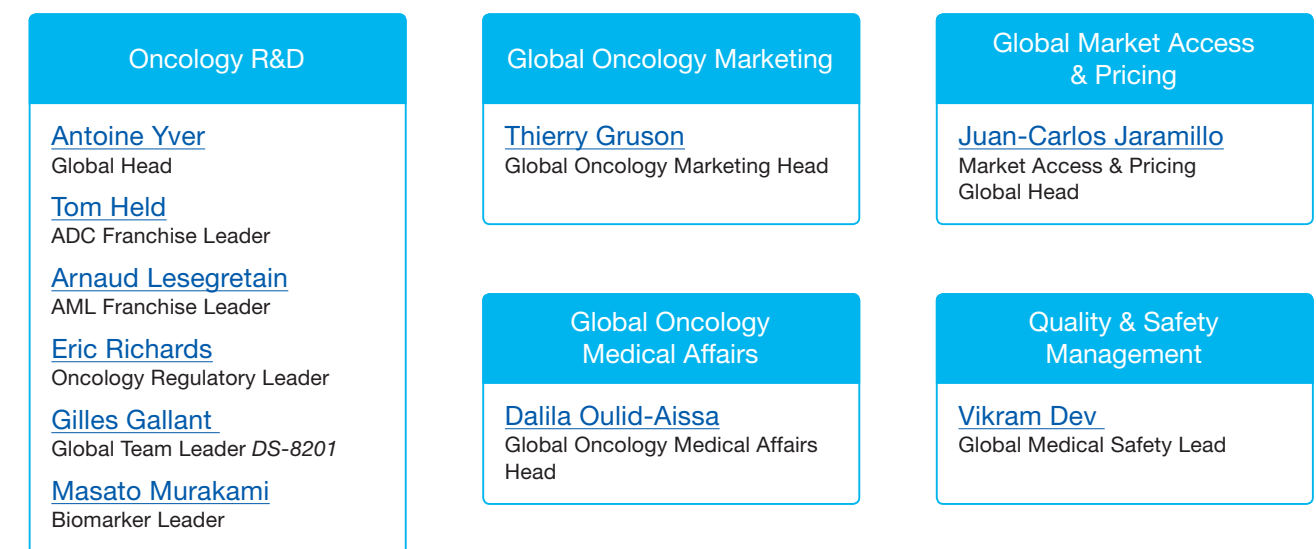 Oncology R&D
Antoine Yver
Global Head
Tom Held
ADC Franchise Leader
Arnaud Lesegretain
AML Franchise Leader
Eric Richards
Oncology Regulatory Leader
Gilles Gallant
Global Team Leader DS-8201
Masato Murakami
Biomarker Leader
Global Oncology Marketing
Thierry Gruson
Global Oncology Marketing Head
Global Market Access
& Pricing
Juan-Carlos Jaramillo
Market Access & Pricing
Global Head
Global Oncology
Medical Affairs
Dalila Oulid-Aissa
Global Oncology Medical Affairs
Head
Quality & Safety
Management
Vikram Dev
Global Medical Safety Lead